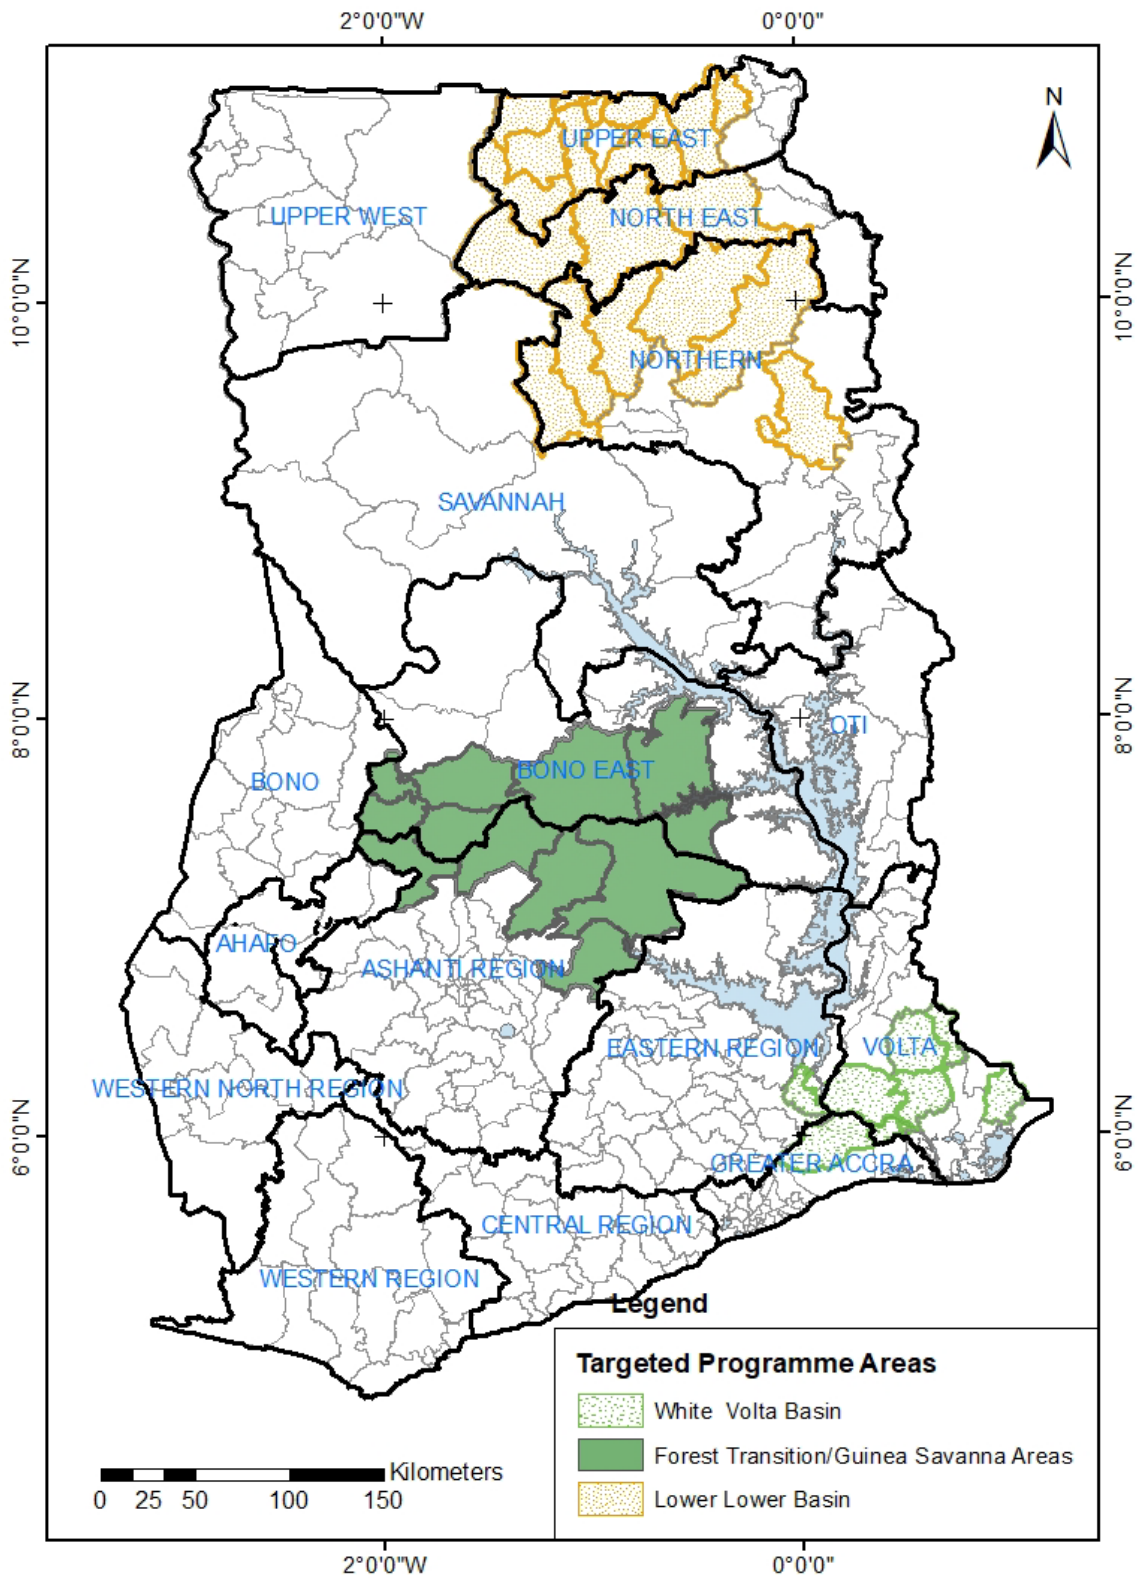 2°0'0"W
0°0'0"
N
UPPER EAST
UPPER WEST
NORTH EAST
10°0'0"N
10°0'0"N
NORTHERN
SAVANNAH
8°0'0"N
8°0'0"N
OTI
BONO EAST
BONO
AHAFO
ASHANTI REGION
EASTERN REGION
VOLTA
WESTERN NORTH REGION
6°0'0"N
6°0'0"N
GREATER ACCRA
CENTRAL REGION
WESTERN REGION
Legend
Targeted Programme Areas
White Volta Basin
Forest Transition/Guinea Savanna Areas
Lower Lower Basin
Kilometers
0 25 50 100 150
2°0'0"W
0°0'0"